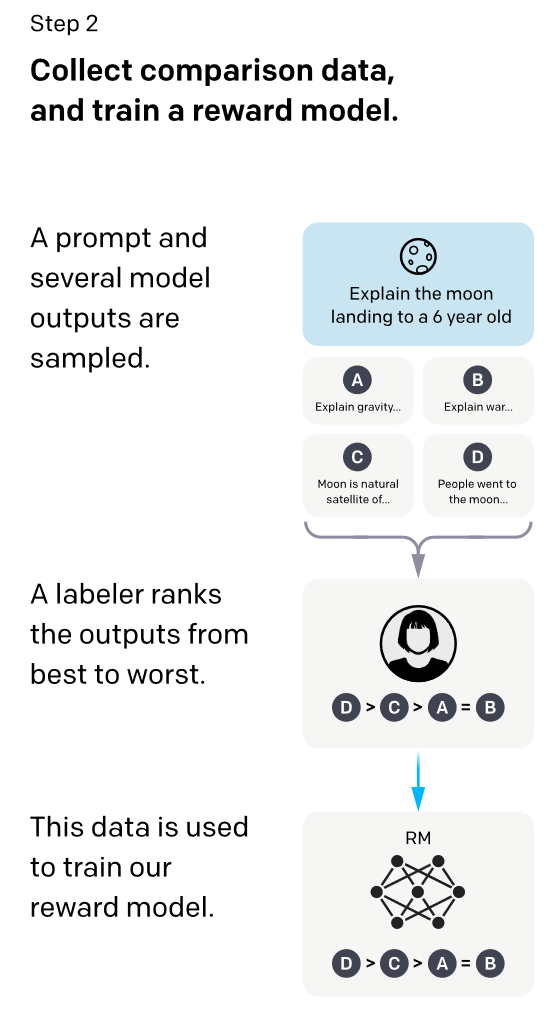 Step 2
Collect comparison data,
and train a reward model.
A prompt and
several model
outputs are
sampled.
Explain the moon
landing to a 6 year old
A
Explain gravity...
B
Explain war...
C
Moon is natural
satellite of...
D
People went to
the moon...
A labeler ranks
the outputs from
best to worst.
D > C > A = B
This data is used
to train our
reward model.
RM
D > C > A = B